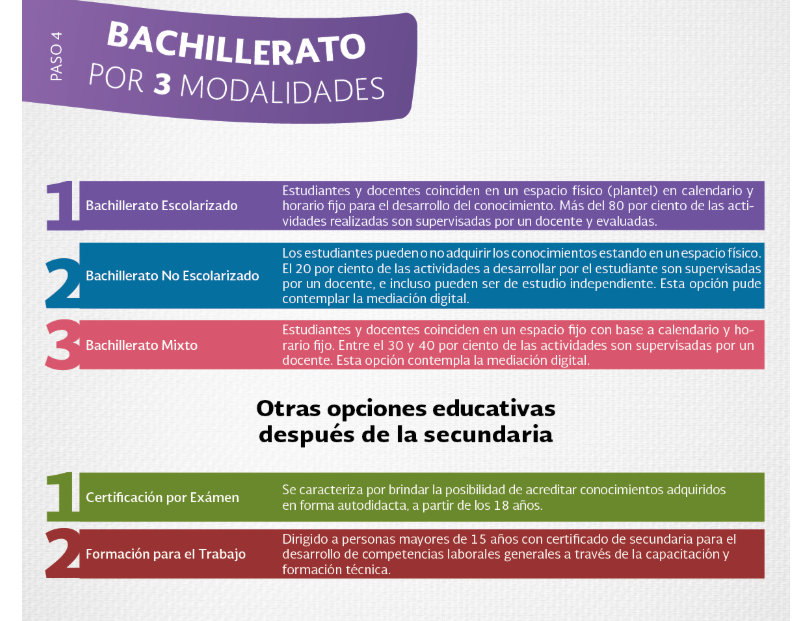 PASO 4
BACHILLERATO
POR 3 MODALIDADES
1
Bachillerato Escolarizado
Estudiantes y docentes coinciden en un espacio físico (plantel) en calendario y
horario fijo para el desarrollo del conocimiento. Más del 80 por ciento de las acti-
vidades realizadas son supervisadas por un docente y evaluadas.
2
Bachillerato No Escolarizado
Los estudiantes pueden o no adquirir los conocimientos estando en un espacio físico.
El 20 por ciento de las actividades a desarrollar por el estudiante son supervisadas
por un docente, e incluso pueden ser de estudio independiente. Esta opción pude
contemplar la mediación digital.
3
Bachillerato Mixto
Estudiantes y docentes coinciden en un espacio fijo con base a calendario y ho-
rario fijo. Entre el 30 y 40 por ciento de las actividades son supervisadas por un
docente. Esta opción contempla la mediación digital.
Otras opciones educativas
después de la secundaria
1
Certificación por Exámen
Se caracteriza por brindar la posibilidad de acreditar conocimientos adquiridos
en forma autodidacta, a partir de los 18 años.
2
Formación para el Trabajo
Dirigido a personas mayores de 15 años con certificado de secundaria para el
desarrollo de competencias laborales generales a través de la capacitación y
formación técnica.